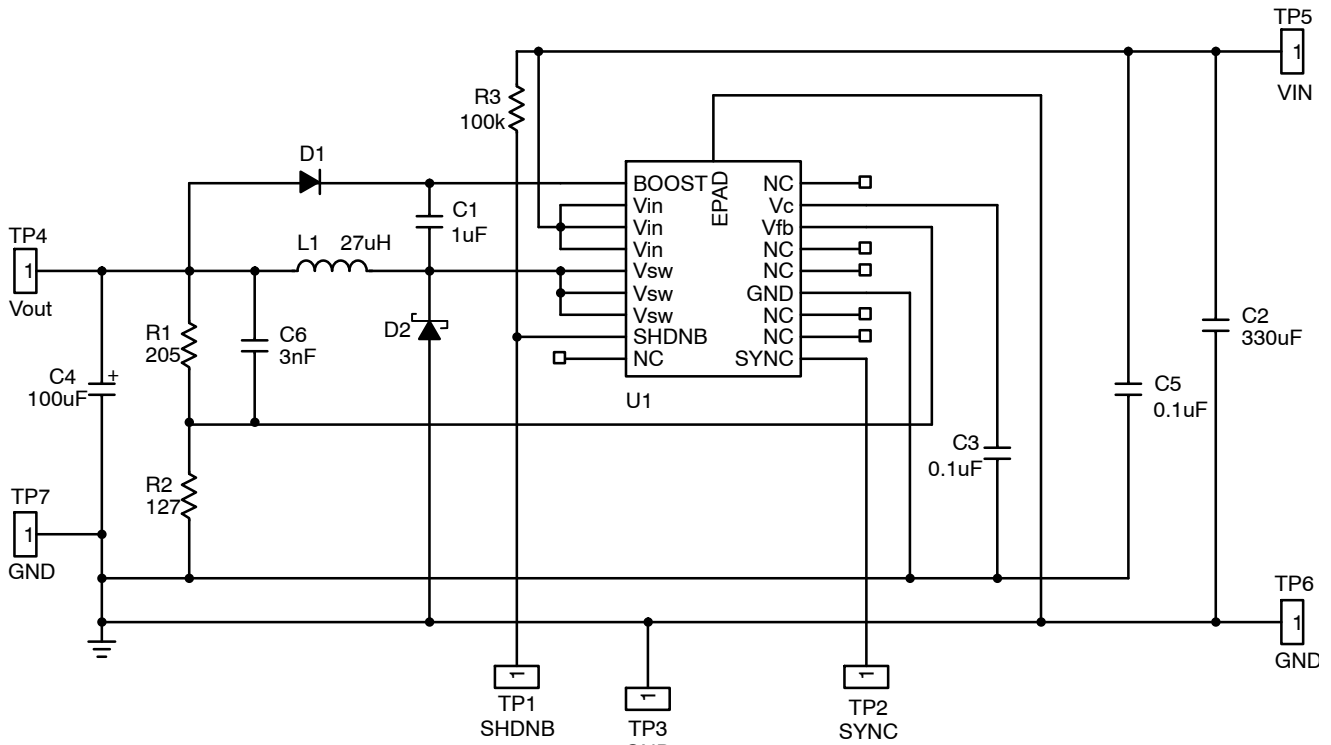 TP5
1
VIN
R3
100k
D1
BOOST
Vin
Vin
Vin
Vsw
Vsw
Vsw
SHDNB
NC
EPAD
NC
Vc
Vfb
NC
NC
GND
NC
NC
SYNC
U1
C1
1uF
TP4
1
Vout
L1 27uH
R1
205
C6
3nF
D2
C4
+
100uF
C2
330uF
C5
0.1uF
C3
0.1uF
R2
127
TP7
1
GND
TP6
1
GND
1
TP1
SHDNB
1
TP3
1
TP2
SYNC